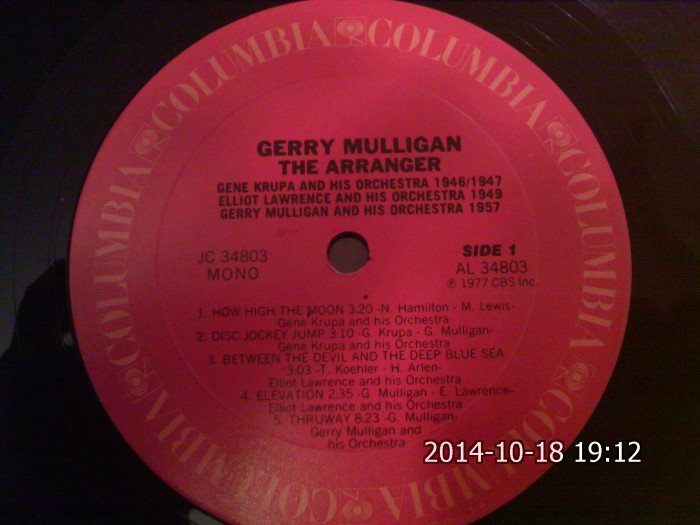 COLUMBIA COLUMBIA COLUMBIA COLUMBIA COLUMBIA COLUMBIA
GERRY MULLIGAN
THE ARRANGER
GENE KRUPA AND HIS ORCHESTRA 1946/1947
ELLIOT LAWRENCE AND HIS ORCHESTRA 1949
GERRY MULLIGAN AND HIS ORCHESTRA 1957
JC 34803
MONO
SIDE 1
AL 34803
℗ 1977 CBS Inc.
1. HOW HIGH THE MOON 3:20 -N. Hamilton - M. Lewis-
Gene Krupa and his Orchestra
2. DISC JOCKEY JUMP 3:10 -G. Krupa - G. Mulligan-
Gene Krupa and his Orchestra
3. BETWEEN THE DEVIL AND THE DEEP BLUE SEA
3:03 -T. Koehler - H. Arlen-
Elliot Lawrence and his Orchestra
4. ELEVATION 2:35 -G. Mulligan - E. Lawrence-
Elliot Lawrence and his Orchestra
5. THRUWAY 8:23 -G. Mulligan-
Gerry Mulligan and
his Orchestra
2014-10-18 19:12